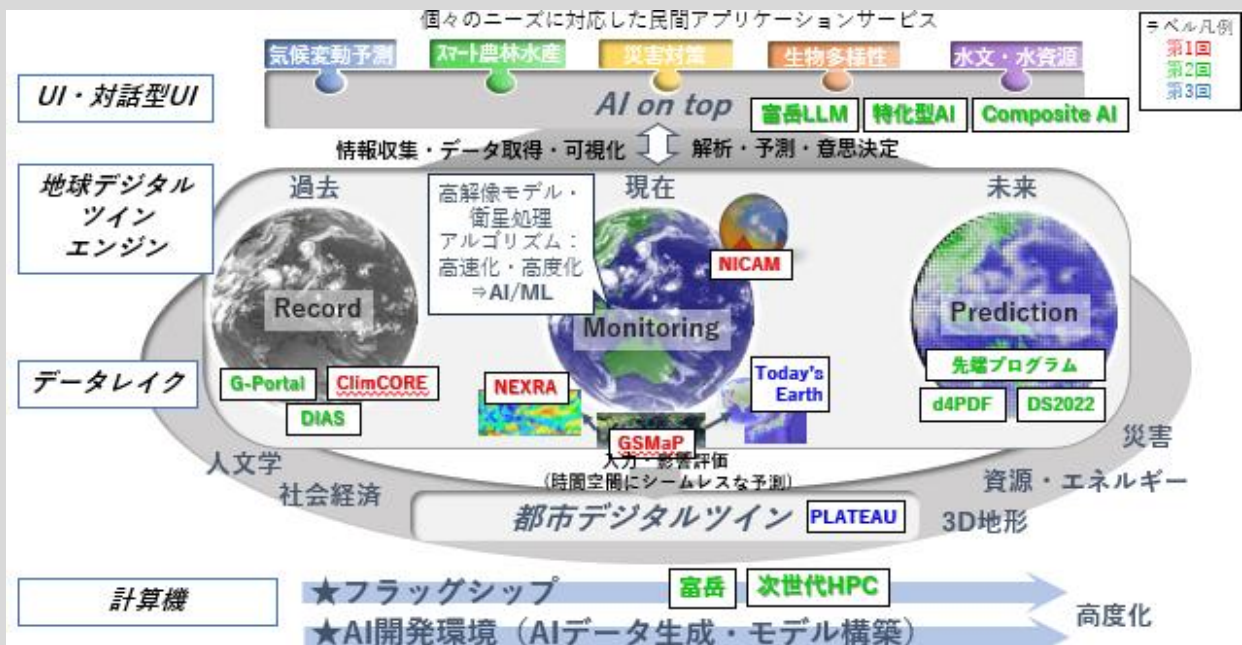 個々のニーズに対応した民間アプリケーションサービス
ラベル凡例
第1回
第2回
第3回
気候変動予測
スマート農林水産
災害対策
生物多様性
水文・水資源
UI・対話型UI
AI on top
富岳LLM
特化型AI
Composite AI
情報収集・データ取得・可視化
解析・予測・意思決定
地球デジタル
ツイン
エンジン
過去
現在
未来
高解像モデル・
衛星処理
アルゴリズム：
高速化・高度化
⇒AI/ML
NICAM
Record
Monitoring
Prediction
データレイク
G-Portal
ClimCORE
DIAS
NEXRA
GSMaP
Today's
Earth
先端プログラム
d4PDF
DS2022
入力・影響評価
(時間空間にシームレスな予測)
人文学
社会経済
災害
資源・エネルギー
3D地形
都市デジタルツイン
PLATEAU
計算機
★フラッグシップ
富岳
次世代HPC
★AI開発環境（AIデータ生成・モデル構築）
高度化